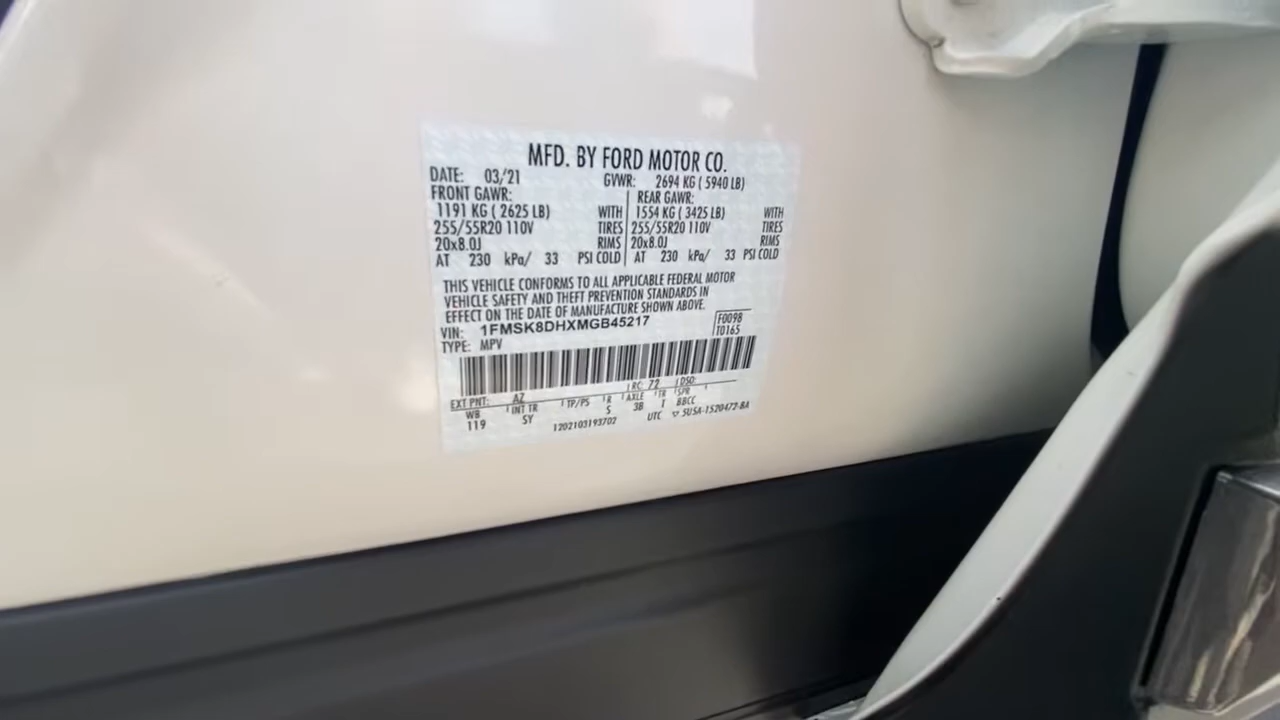 MFD. BY FORD MOTOR CO.
DATE: 03/21 GVWR: 2694 KG ( 5940 LB)
FRONT GAWR: REAR GAWR:
1191 KG ( 2625 LB) WITH 1554 KG ( 3425 LB) WITH
255/55R20 110V TIRES 255/55R20 110V TIRES
20x8.0J RIMS 20x8.0J RIMS
AT 230 kPa/ 33 PSI COLD AT 230 kPa/ 33 PSI COLD
THIS VEHICLE CONFORMS TO ALL APPLICABLE FEDERAL MOTOR
VEHICLE SAFETY AND THEFT PREVENTION STANDARDS IN
EFFECT ON THE DATE OF MANUFACTURE SHOWN ABOVE.
VIN: 1FMSK8DHXMGB45217 F0098
TYPE: MPV T0165
EXT PNT: AZ RC: 72 DSO:
WB INT TR TP/PS R AXLE TR SPR
119 SY S 3B T BBCC
1202103193702 UTC ▽ 5USA-1520472-BA